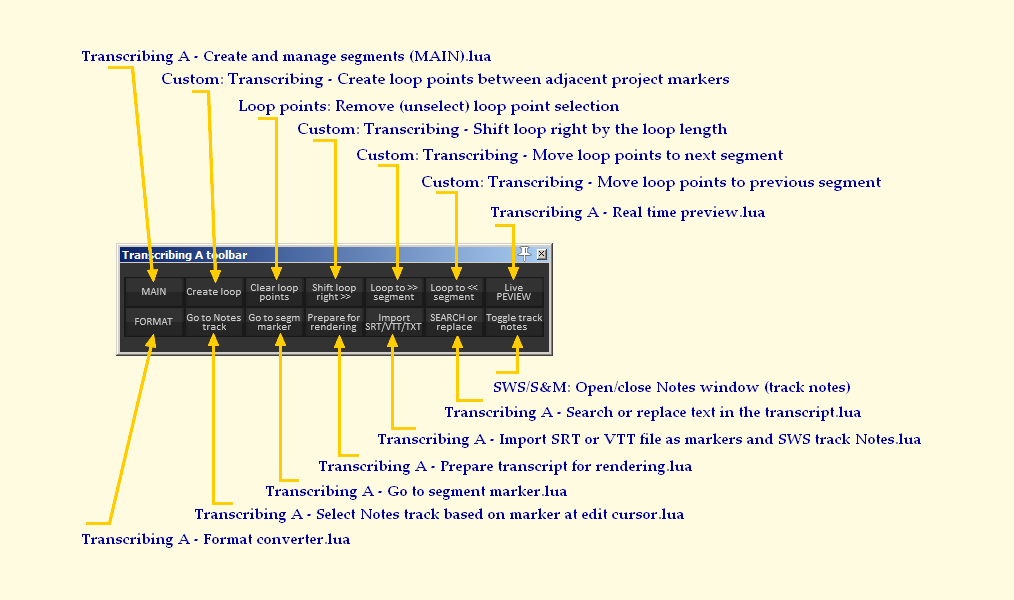 Transcribing A - Create and manage segments (MAIN).lua
Custom: Transcribing - Create loop points between adjacent project markers
Loop points: Remove (unselect) loop point selection
Custom: Transcribing - Shift loop right by the loop length
Custom: Transcribing - Move loop points to next segment
Custom: Transcribing - Move loop points to previous segment
Transcribing A - Real time preview.lua
Transcribing A toolbar
MAIN
Create loop
Clear loop
points
Shift loop
right >>
Loop to >>
segment
Loop to <<
segment
Live
PEVIEW
FORMAT
Go to Notes
track
Go to segm
marker
Prepare for
rendering
Import
SRT/VTT/TXT
SEARCH or
replace
Toggle track
notes
SWS/S&M: Open/close Notes window (track notes)
Transcribing A - Search or replace text in the transcript.lua
Transcribing A - Import SRT or VTT file as markers and SWS track Notes.lua
Transcribing A - Prepare transcript for rendering.lua
Transcribing A - Go to segment marker.lua
Transcribing A - Select Notes track based on marker at edit cursor.lua
Transcribing A - Format converter.lua